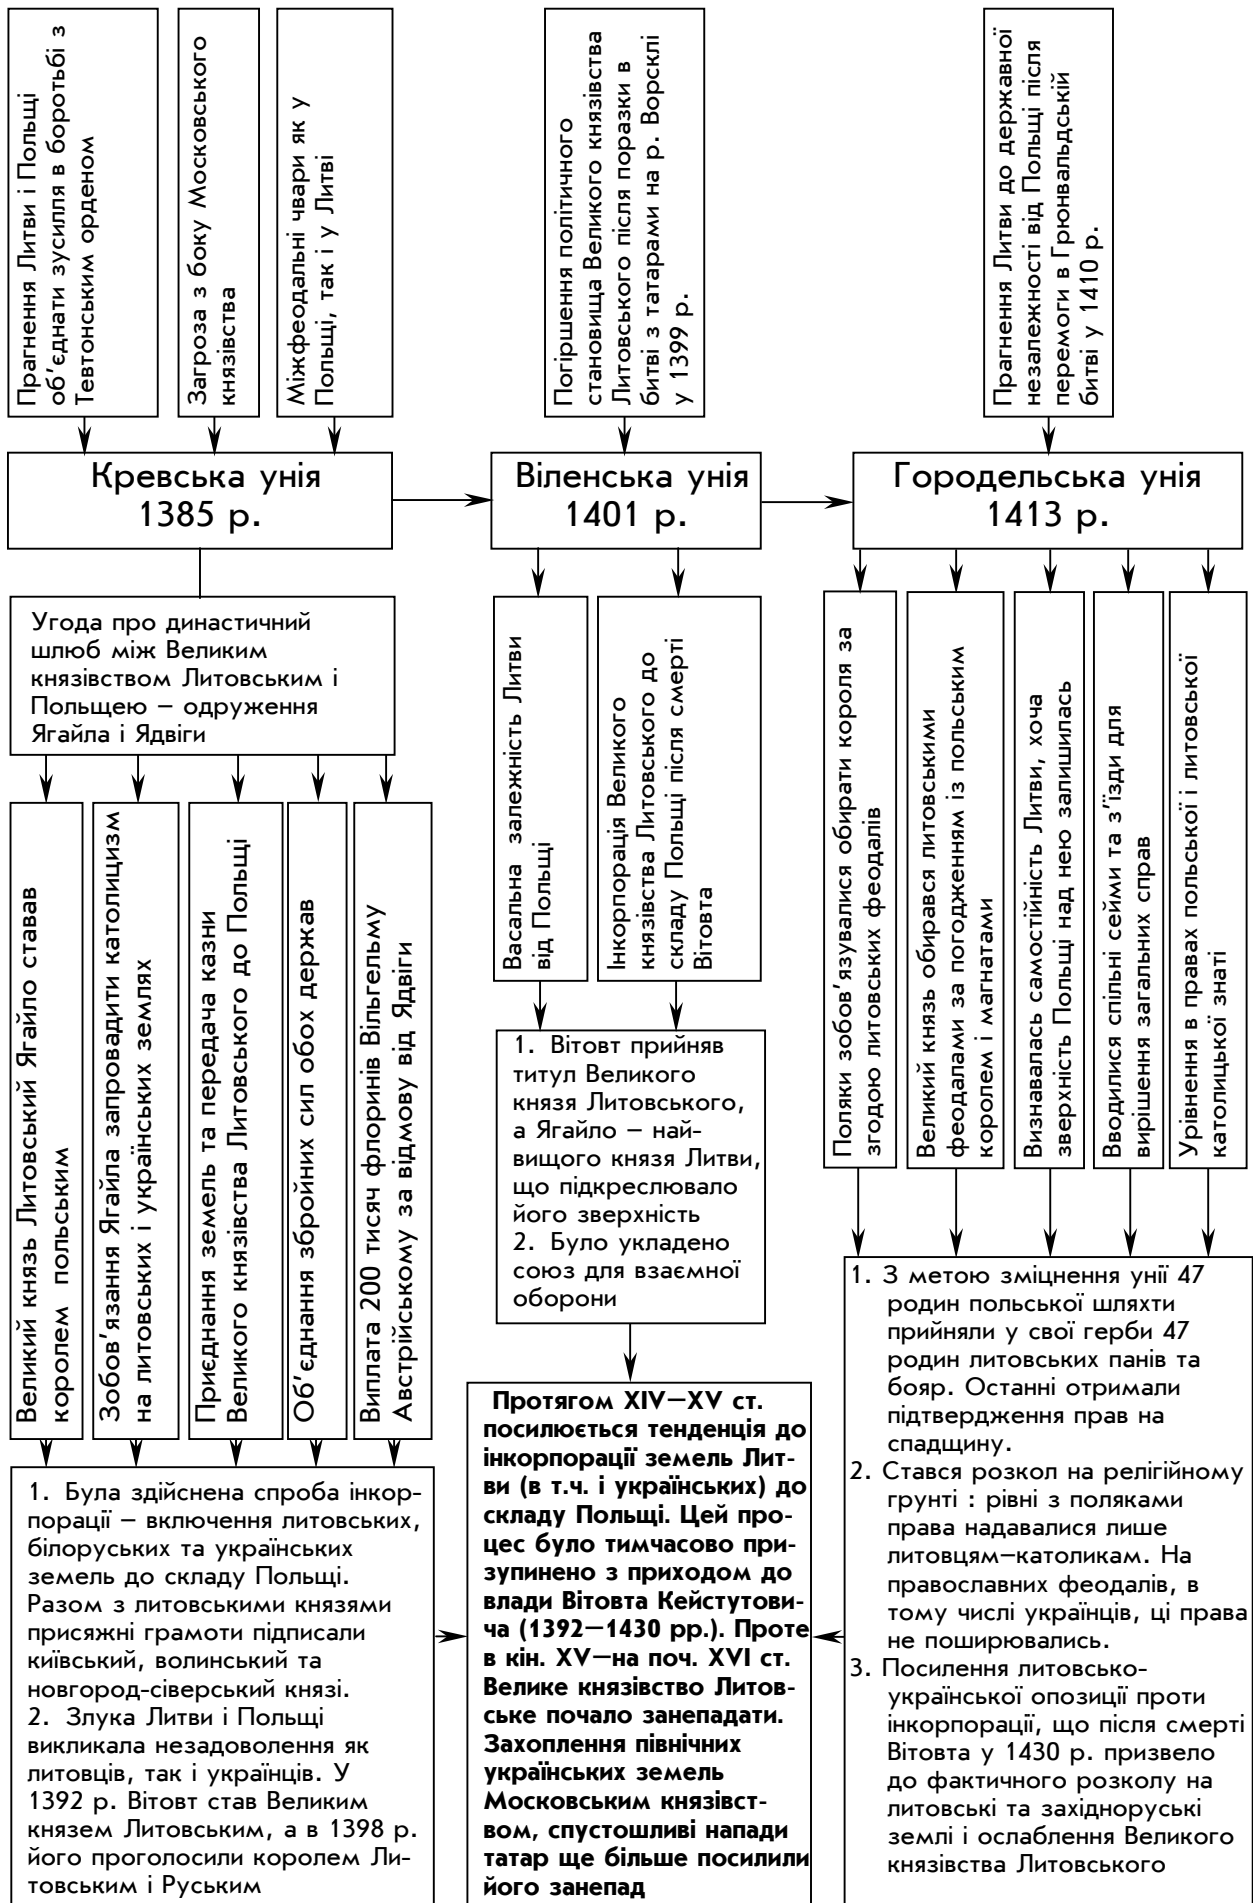 Прагнення Литви і Польщі
об'єднати зусилля в боротьбі з
Тевтонським орденом
Загроза з боку Московського
князівства
Міжфеодальні чвари як у
Польщі, так і у Литві
Погіршення політичного
становища Великого князівства
Литовського після поразки в
битві з татарами на р. Ворсклі
у 1399 р.
Прагнення Литви до державної
незалежності від Польщі після
перемоги в Грюнвальдській
битві у 1410 р.
Кревська унія
1385 р.
Віленська унія
1401 р.
Городельська унія
1413 р.
Угода про династичний
шлюб між Великим
князівством Литовським і
Польщею – одруження
Ягайла і Ядвіги
Великий князь Литовський Ягайло ставав
королем польським
Зобов'язання Ягайла запровадити католицизм
на литовських і українських землях
Приєднання земель та передача казни
Великого князівства Литовського до Польщі
Об'єднання збройних сил обох держав
Виплата 200 тисяч флоринів Вільгельму
Австрійському за відмову від Ядвіги
1. Була здійснена спроба інкор-
порації – включення литовських,
білоруських та українських
земель до складу Польщі.
Разом з литовськими князями
присяжні грамоти підписали
київський, волинський та
новгород-сіверський князі.
2. Злука Литви і Польщі
викликала незадоволення як
литовців, так і українців. У
1392 р. Вітовт став Великим
князем Литовським, а в 1398 р.
його проголосили королем Ли-
товським і Руським
Васальна залежність Литви
від Польщі
Інкорпорація Великого
князівства Литовського до
складу Польщі після смерті
Вітовта
1. Вітовт прийняв
титул Великого
князя Литовського,
а Ягайло – най-
вищого князя Литви,
що підкреслювало
його зверхність
2. Було укладено
союз для взаємної
оборони
Протягом XIV–XV ст.
посилюється тенденція до
інкорпорації земель Лит-
ви (в т.ч. і українських) до
складу Польщі. Цей про-
цес було тимчасово при-
зупинено з приходом до
влади Вітовта Кейстутови-
ча (1392–1430 рр.). Проте
в кін. XV–на поч. XVI ст.
Велике князівство Литов-
ське почало занепадати.
Захоплення північних
українських земель
Московським князівст-
вом, спустошливі напади
татар ще більше посилили
його занепад
Поляки зобов'язувалися обирати короля за
згодою литовських феодалів
Великий князь обирався литовськими
феодалами за погодженням із польським
королем і магнатами
Визнавалась самостійність Литви, хоча
зверхність Польщі над нею залишилась
Вводилися спільні сейми та з'їзди для
вирішення загальних справ
Урівнення в правах польської і литовської
католицької знаті
1. З метою зміцнення унії 47
родин польської шляхти
прийняли у свої герби 47
родин литовських панів та
бояр. Останні отримали
підтвердження прав на
спадщину.
2. Стався розкол на релігійному
грунті : рівні з поляками
права надавалися лише
литовцям–католикам. На
православних феодалів, в
тому числі українців, ці права
не поширювались.
3. Посилення литовсько-
української опозиції проти
інкорпорації, що після смерті
Вітовта у 1430 р. призвело
до фактичного розколу на
литовські та західноруські
землі і ослаблення Великого
князівства Литовського